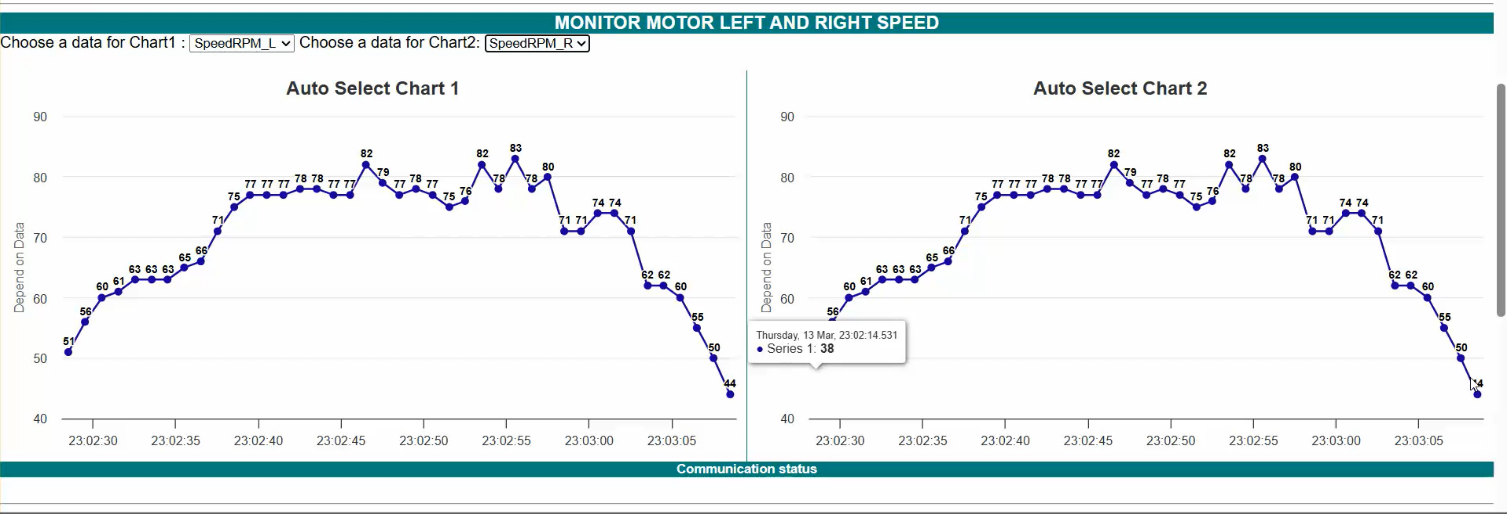 MONITOR MOTOR LEFT AND RIGHT SPEED
Choose a data for Chart1 : SpeedRPM_L Choose a data for Chart2: SpeedRPM_R
Auto Select Chart 1
90
80
70
60
50
40
Depend on Data
51 56 60 61 63 63 63 65 66 71 75 77 77 77 78 78 77 77 82 79 77 78 77 75 76 82 78 83 78 80 71 71 74 74 71 62 62 60 55 50 44
23:02:30 23:02:35 23:02:40 23:02:45 23:02:50 23:02:55 23:03:00 23:03:05
Auto Select Chart 2
90
80
70
60
40
Depend on Data
56 60 61 63 63 63 65 66 71 75 77 77 77 78 78 77 77 82 79 77 78 77 75 76 82 78 83 78 80 71 71 74 74 71 62 62 60 55 50
Thursday, 13 Mar, 23:02:14.531
Series 1: 38
23:02:30 23:02:35 23:02:40 23:02:45 23:02:50 23:02:55 23:03:00 23:03:05
Communication status